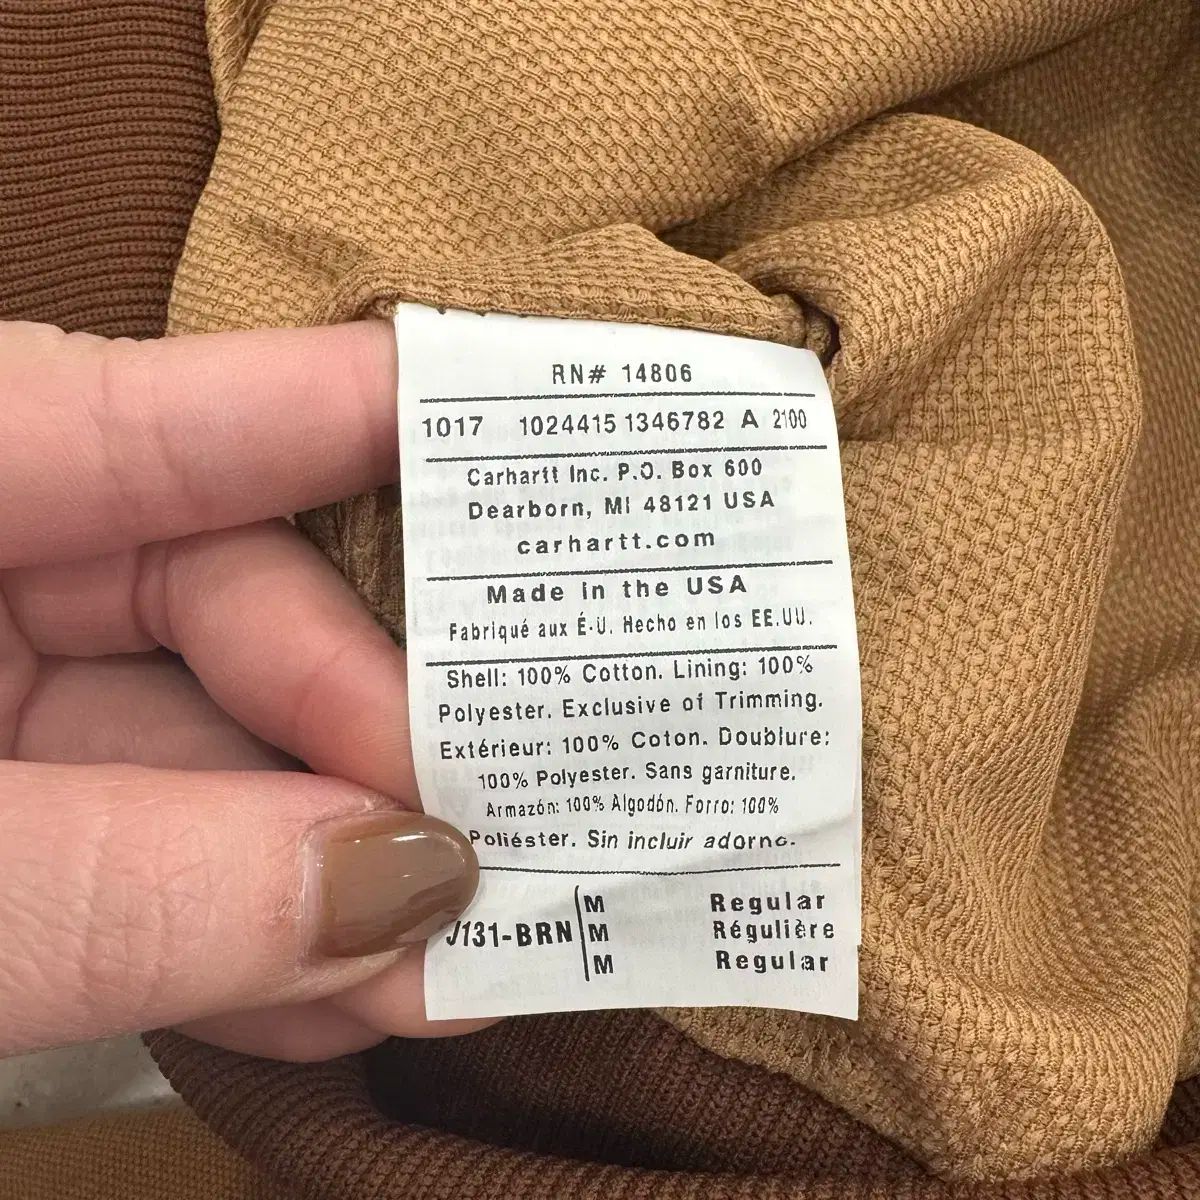 RN# 14806
1017 1024415 1346782 A 2100
Carhartt Inc. P.O. Box 600
Dearborn, MI 48121 USA
carhartt.com
Made in the USA
Fabriqué aux É-U. Hecho en los EE.UU.
Shell: 100% Cotton. Lining: 100%
Polyester. Exclusive of Trimming.
Extérieur: 100% Coton. Doublure:
100% Polyester. Sans garniture.
Armazón: 100% Algodón. Forro: 100%
Poliéster. Sin incluir adorno.
M Regular
J131-BRN M Régulière
M Regular